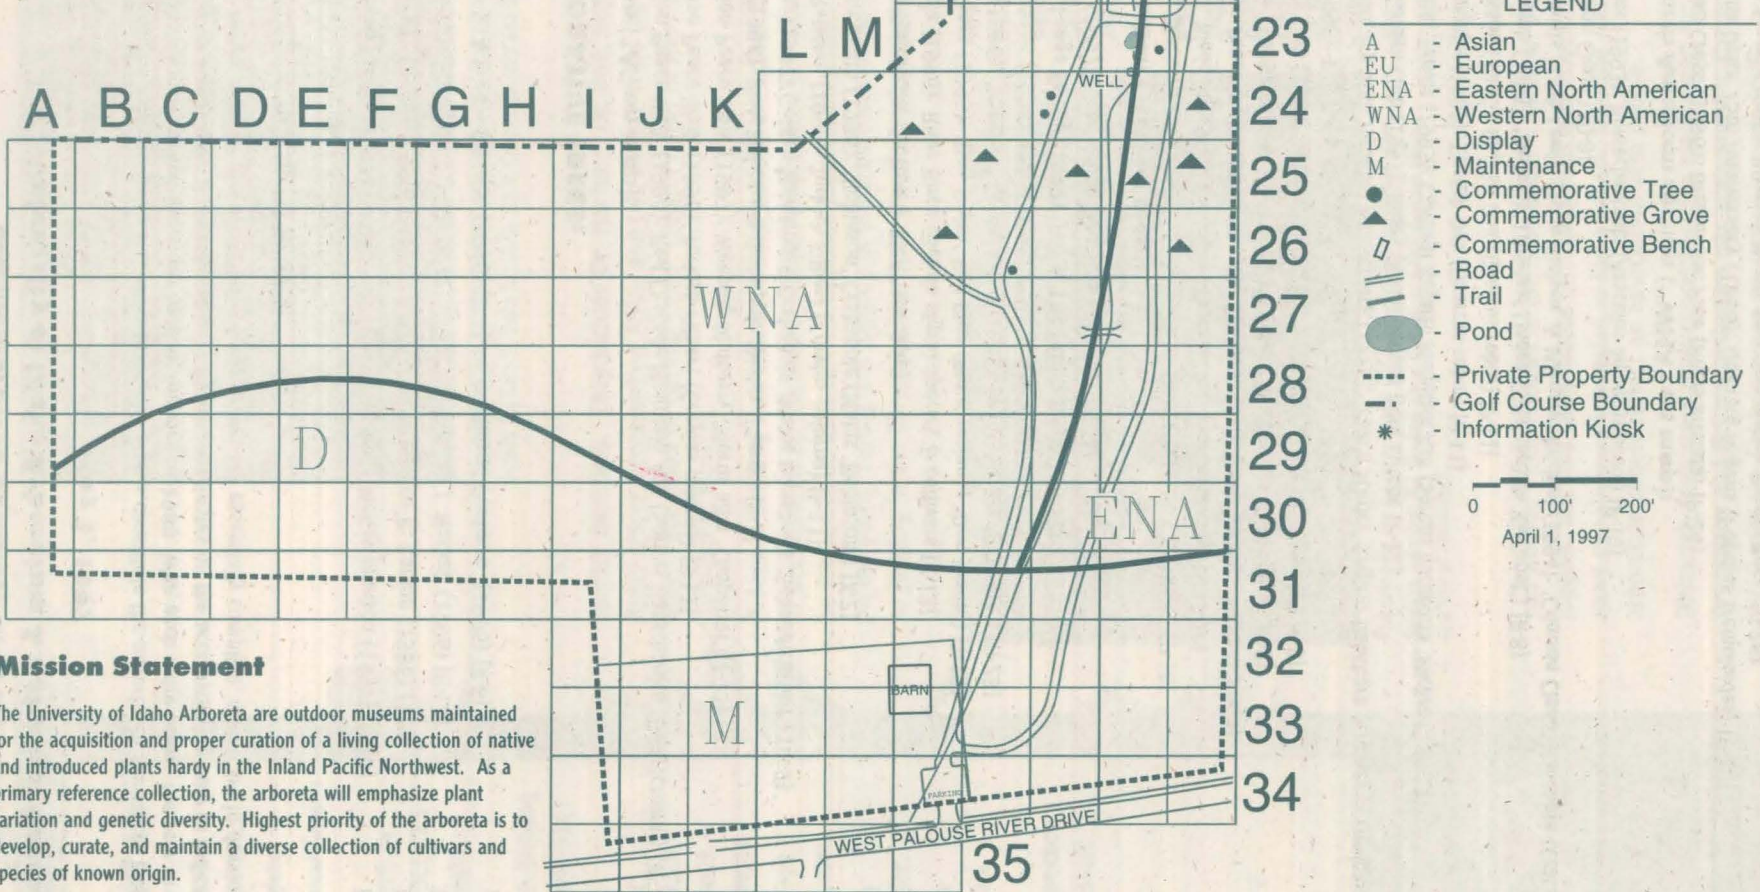 L M
A B C D E F G H I J K
23
24
25
26
27
28
29
30
31
32
33
34
35
WELL
WNA
D
ENA
M
BARN
PARKING
WEST PALOUSE RIVER DRIVE
LEGEND
A - Asian
EU - European
ENA - Eastern North American
WNA - Western North American
D - Display
M - Maintenance
- Commemorative Tree
- Commemorative Grove
- Commemorative Bench
- Road
- Trail
- Pond
- Private Property Boundary
- Golf Course Boundary
- Information Kiosk
0 100' 200'
April 1, 1997
Mission Statement
The University of Idaho Arboreta are outdoor museums maintained
for the acquisition and proper curation of a living collection of native
and introduced plants hardy in the Inland Pacific Northwest. As a
primary reference collection, the arboreta will emphasize plant
variation and genetic diversity. Highest priority of the arboreta is to
develop, curate, and maintain a diverse collection of cultivars and
species of known origin.